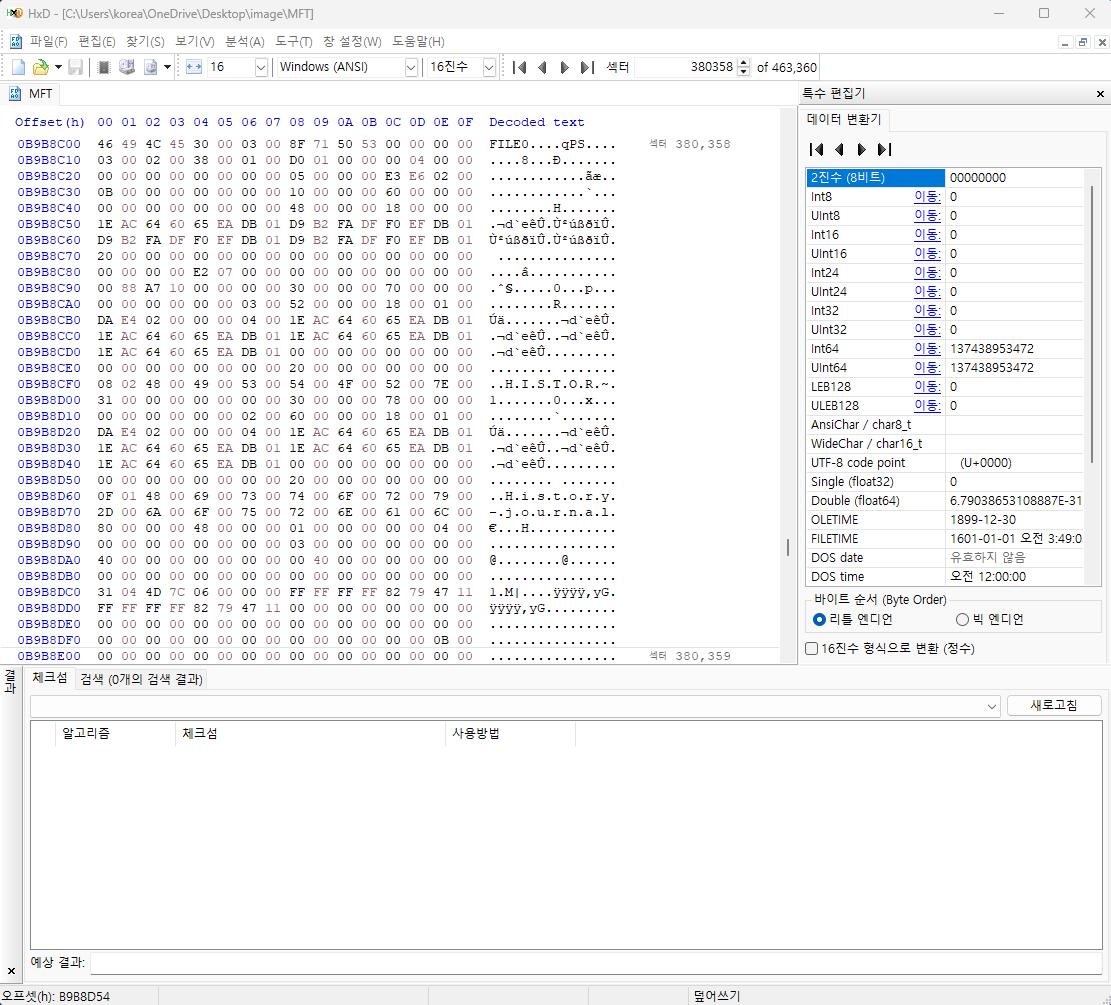 HxD - [C:\Users\korea\OneDrive\Desktop\image\MFT]
파일(F) 편집(E) 찾기(S) 보기(V) 분석(A) 도구(T) 창 설정(W) 도움말(H)
16 Windows (ANSI) 16진수 섹터 380358 of 463,360
MFT
Offset(h) 00 01 02 03 04 05 06 07 08 09 0A 0B 0C 0D 0E 0F Decoded text
0B9B8C00 46 49 4C 45 30 00 03 00 8F 71 50 53 00 00 00 00 FILE0....qPS.... 섹터 380,358
0B9B8C10 03 00 02 00 38 00 01 00 D0 01 00 00 00 04 00 00 ....8...Ð.......
0B9B8C20 00 00 00 00 00 00 00 00 05 00 00 00 E3 E6 02 00 ............ãæ..
0B9B8C30 0B 00 00 00 00 00 00 00 10 00 00 00 60 00 00 00 ............`...
0B9B8C40 00 00 00 00 00 00 00 00 48 00 00 00 18 00 00 00 ........H.......
0B9B8C50 1E AC 64 60 65 EA DB 01 D9 B2 FA DF F0 EF DB 01 .¬d`eêÛ.Ù²úßðïÛ.
0B9B8C60 D9 B2 FA DF F0 EF DB 01 D9 B2 FA DF F0 EF DB 01 Ù²úßðïÛ.Ù²úßðïÛ.
0B9B8C70 20 00 00 00 00 00 00 00 00 00 00 00 00 00 00 00 ...............
0B9B8C80 00 00 00 00 E2 07 00 00 00 00 00 00 00 00 00 00 ....â...........
0B9B8C90 00 88 A7 10 00 00 00 00 30 00 00 00 70 00 00 00 .ˆ§.....0...p...
0B9B8CA0 00 00 00 00 00 00 03 00 52 00 00 00 18 00 01 00 ........R.......
0B9B8CB0 DA E4 02 00 00 00 04 00 1E AC 64 60 65 EA DB 01 Úä.......¬d`eêÛ.
0B9B8CC0 1E AC 64 60 65 EA DB 01 1E AC 64 60 65 EA DB 01 .¬d`eêÛ..¬d`eêÛ.
0B9B8CD0 1E AC 64 60 65 EA DB 01 00 00 00 00 00 00 00 00 .¬d`eêÛ.........
0B9B8CE0 00 00 00 00 00 00 00 00 20 00 00 00 00 00 00 00 ........ .......
0B9B8CF0 08 02 48 00 49 00 53 00 54 00 4F 00 52 00 7E 00 ..H.I.S.T.O.R.~.
0B9B8D00 31 00 00 00 00 00 00 00 30 00 00 00 78 00 00 00 1.......0...x...
0B9B8D10 00 00 00 00 00 00 02 00 60 00 00 00 18 00 01 00 ........`.......
0B9B8D20 DA E4 02 00 00 00 04 00 1E AC 64 60 65 EA DB 01 Úä.......¬d`eêÛ.
0B9B8D30 1E AC 64 60 65 EA DB 01 1E AC 64 60 65 EA DB 01 .¬d`eêÛ..¬d`eêÛ.
0B9B8D40 1E AC 64 60 65 EA DB 01 00 00 00 00 00 00 00 00 .¬d`eêÛ.........
0B9B8D50 00 00 00 00 00 00 00 00 20 00 00 00 00 00 00 00 ........ .......
0B9B8D60 0F 01 48 00 69 00 73 00 74 00 6F 00 72 00 79 00 ..H.i.s.t.o.r.y.
0B9B8D70 2D 00 6A 00 6F 00 75 00 72 00 6E 00 61 00 6C 00 -.j.o.u.r.n.a.l.
0B9B8D80 80 00 00 00 48 00 00 00 01 00 00 00 00 00 04 00 €...H...........
0B9B8D90 00 00 00 00 00 00 00 00 03 00 00 00 00 00 00 00 ................
0B9B8DA0 40 00 00 00 00 00 00 00 00 40 00 00 00 00 00 00 @........@......
0B9B8DB0 00 00 00 00 00 00 00 00 00 00 00 00 00 00 00 00 ................
0B9B8DC0 31 04 4D 7C 06 00 00 00 FF FF FF FF 82 79 47 11 1.M|....ÿÿÿÿ‚yG.
0B9B8DD0 FF FF FF FF 82 79 47 11 00 00 00 00 00 00 00 00 ÿÿÿÿ‚yG.........
0B9B8DE0 00 00 00 00 00 00 00 00 00 00 00 00 00 00 00 00 ................
0B9B8DF0 00 00 00 00 00 00 00 00 00 00 00 00 00 00 0B 00 ................
0B9B8E00 00 00 00 00 00 00 00 00 00 00 00 00 00 00 00 00 ................ 섹터 380,359
특수 편집기
데이터 변환기
2진수 (8비트) 00000000
Int8 이동: 0
UInt8 이동: 0
Int16 이동: 0
UInt16 이동: 0
Int24 이동: 0
UInt24 이동: 0
Int32 이동: 0
UInt32 이동: 0
Int64 이동: 137438953472
UInt64 이동: 137438953472
LEB128 이동: 0
ULEB128 이동: 0
AnsiChar / char8_t
WideChar / char16_t
UTF-8 code point (U+0000)
Single (float32) 0
Double (float64) 6.79038653108887E-31
OLETIME 1899-12-30
FILETIME 1601-01-01 오전 3:49:0
DOS date 유효하지 않음
DOS time 오전 12:00:00
바이트 순서 (Byte Order)
리틀 엔디언 빅 엔디언
16진수 형식으로 변환 (정수)
결과
체크섬 검색 (0개의 검색 결과)
새로고침
알고리즘 체크섬 사용방법
예상 결과:
오프셋(h): B9B8D54 덮어쓰기